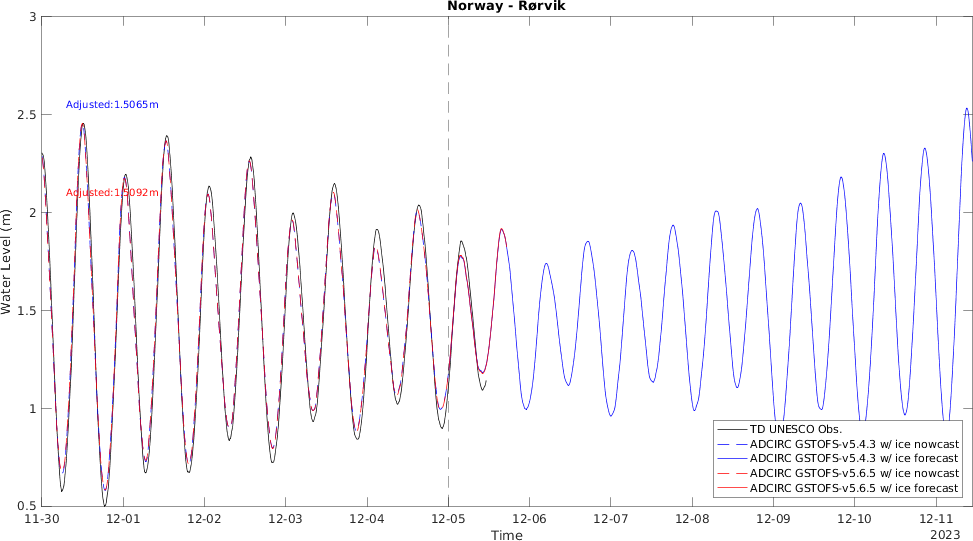 Norway - Rørvik
3
2.5
2
1.5
1
0.5
Water Level (m)
Adjusted:1.5065m
Adjusted:1.5092m
TD UNESCO Obs.
ADCIRC GSTOFS-v5.4.3 w/ ice nowcast
ADCIRC GSTOFS-v5.4.3 w/ ice forecast
ADCIRC GSTOFS-v5.6.5 w/ ice nowcast
ADCIRC GSTOFS-v5.6.5 w/ ice forecast
11-30 12-01 12-02 12-03 12-04 12-05 12-06 12-07 12-08 12-09 12-10 12-11
2023
Time